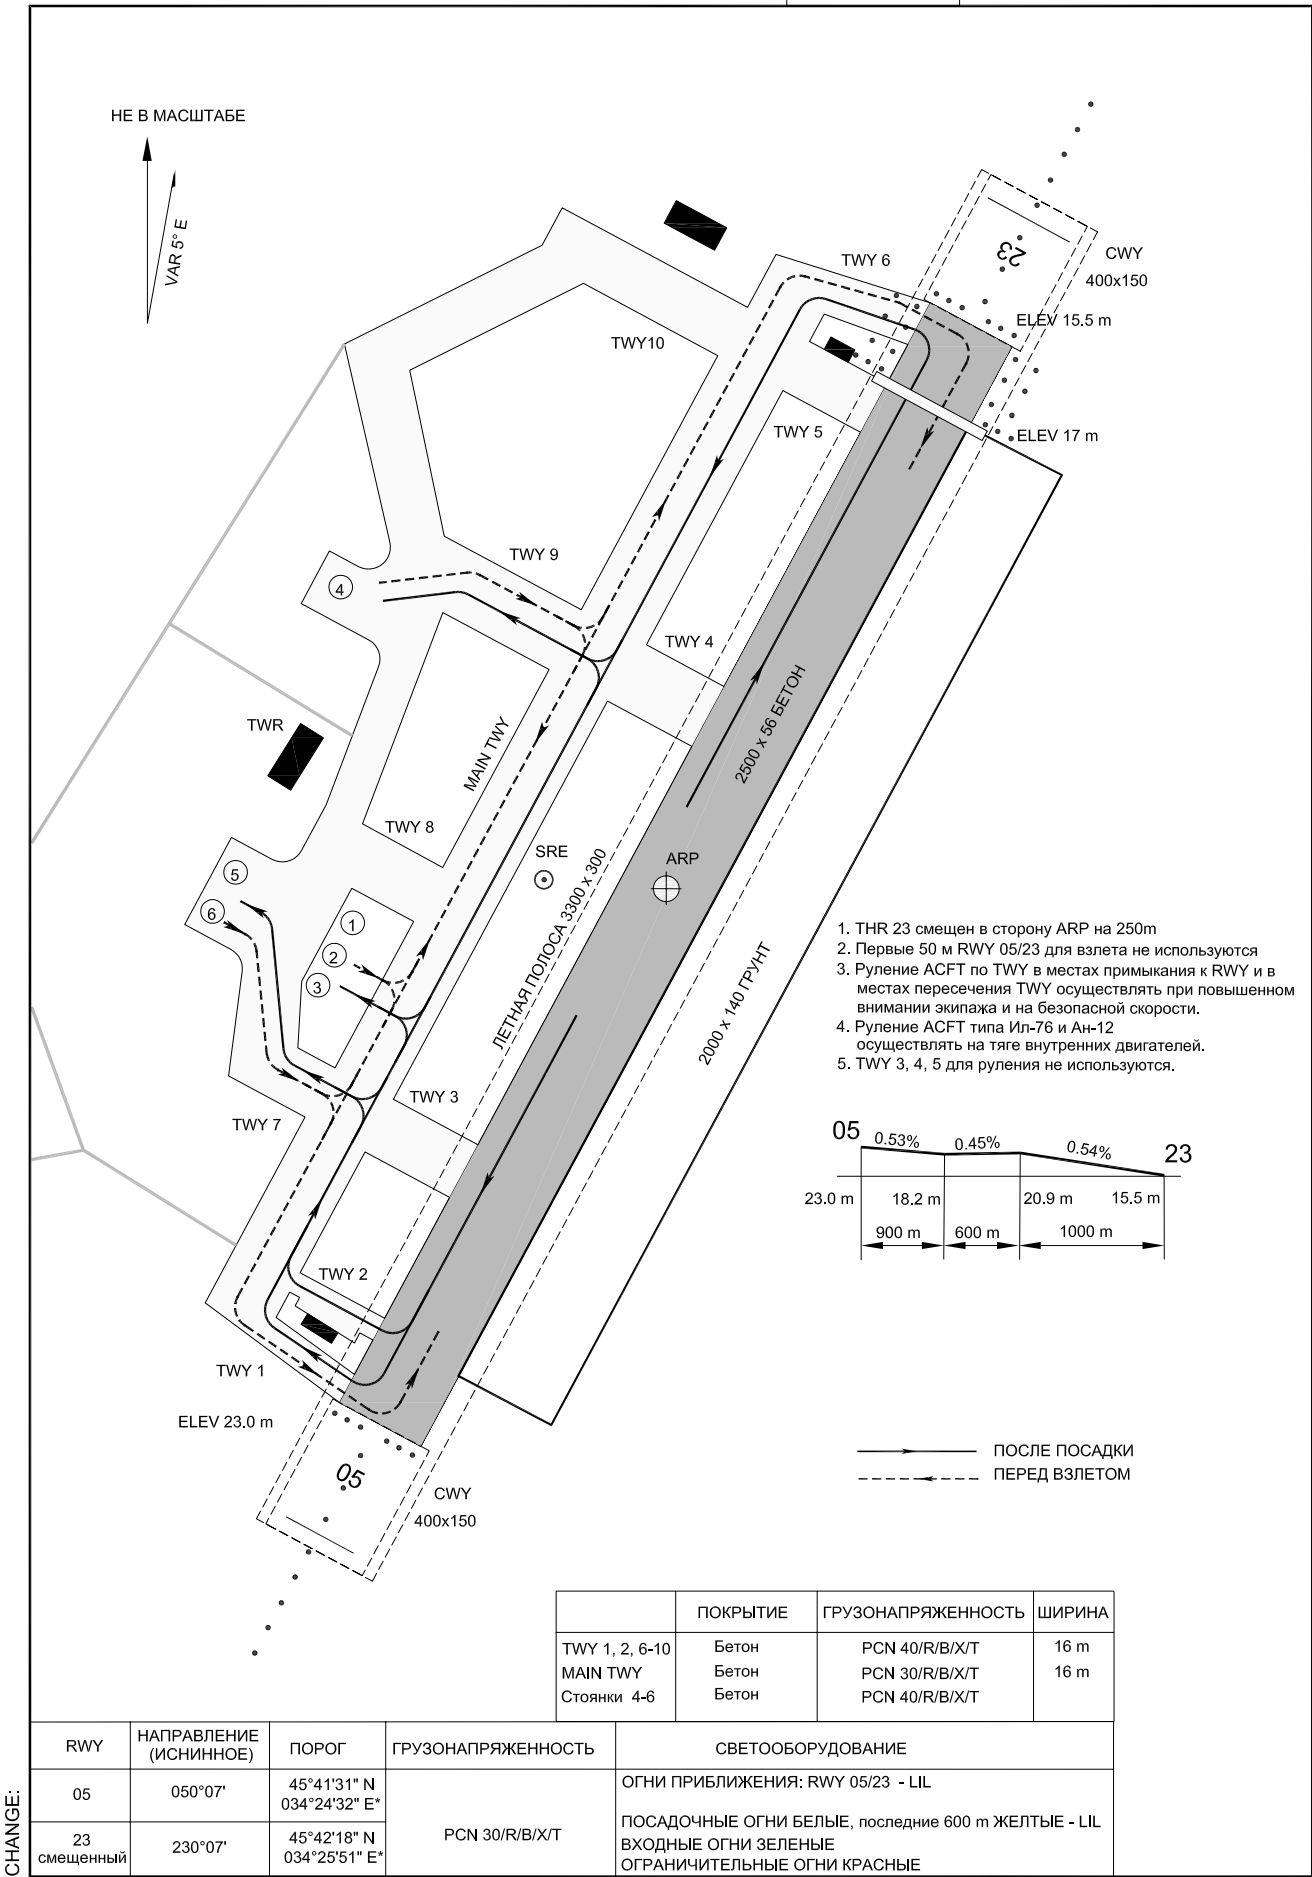 НЕ В МАСШТАБЕ
VAR 5° E
TWY 6
23
CWY
400x150
ELEV 15.5 m
TWY10
TWY 5
ELEV 17 m
TWY 9
4
TWY 4
2500 x 56 БЕТОН
TWR
MAIN TWY
TWY 8
SRE
ARP
ЛЕТНАЯ ПОЛОСА 3300 x 300
5
6
1
2
3
2000 x 140 ГРУНТ
1. THR 23 смещен в сторону ARP на 250m
2. Первые 50 м RWY 05/23 для взлета не используются
3. Руление ACFT по TWY в местах примыкания к RWY и в
местах пересечения TWY осуществлять при повышенном
внимании экипажа и на безопасной скорости.
4. Руление ACFT типа Ил-76 и Ан-12
осуществлять на тяге внутренних двигателей.
5. TWY 3, 4, 5 для руления не используются.
TWY 3
TWY 7
05 0.53% 0.45% 0.54% 23
23.0 m 18.2 m 20.9 m 15.5 m
900 m 600 m 1000 m
TWY 2
TWY 1
ELEV 23.0 m
05
CWY
400x150
ПОСЛЕ ПОСАДКИ
ПЕРЕД ВЗЛЕТОМ
ПОКРЫТИЕ ГРУЗОНАПРЯЖЕННОСТЬ ШИРИНА
TWY 1, 2, 6-10 Бетон PCN 40/R/B/X/T 16 m
MAIN TWY Бетон PCN 30/R/B/X/T 16 m
Стоянки 4-6 Бетон PCN 40/R/B/X/T
RWY НАПРАВЛЕНИЕ (ИСНИННОЕ) ПОРОГ ГРУЗОНАПРЯЖЕННОСТЬ СВЕТООБОРУДОВАНИЕ
05 050°07' 45°41'31" N
034°24'32" E*
23
смещенный 230°07' 45°42'18" N
034°25'51" E*
PCN 30/R/B/X/T
ОГНИ ПРИБЛИЖЕНИЯ: RWY 05/23 - LIL
ПОСАДОЧНЫЕ ОГНИ БЕЛЫЕ, последние 600 m ЖЕЛТЫЕ - LIL
ВХОДНЫЕ ОГНИ ЗЕЛЕНЫЕ
ОГРАНИЧИТЕЛЬНЫЕ ОГНИ КРАСНЫЕ
CHANGE: